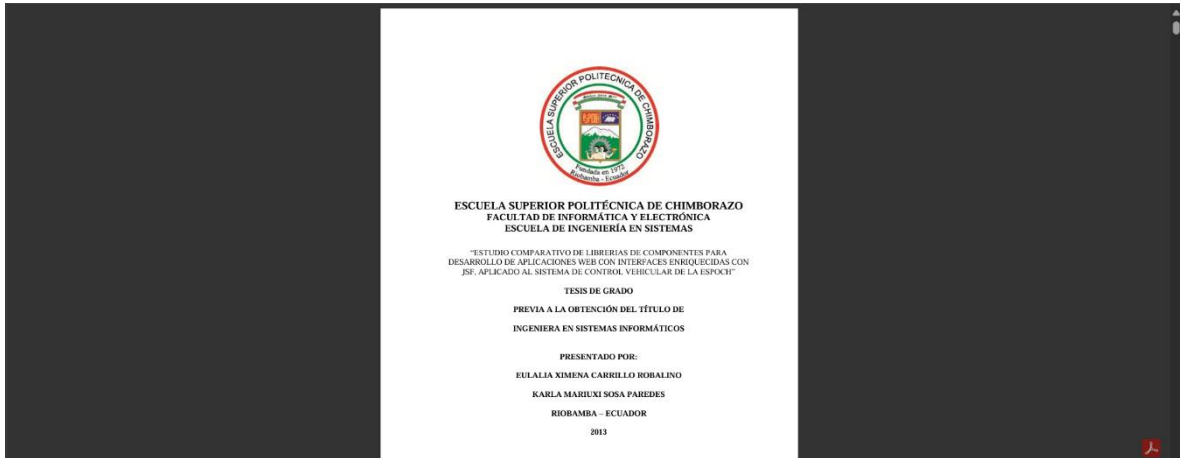 ESCUELA SUPERIOR POLITECNICA DE CHIMBORAZO
Fundada en 1972
Riobamba - Ecuador
ESCUELA SUPERIOR POLITÉCNICA DE CHIMBORAZO
FACULTAD DE INFORMÁTICA Y ELECTRÓNICA
ESCUELA DE INGENIERÍA EN SISTEMAS
“ESTUDIO COMPARATIVO DE LIBRERIAS DE COMPONENTES PARA
DESARROLLO DE APLICACIONES WEB CON INTERFACES ENRIQUECIDAS CON
JSF, APLICADO AL SISTEMA DE CONTROL VEHICULAR DE LA ESPOCH”
TESIS DE GRADO
PREVIA A LA OBTENCIÓN DEL TÍTULO DE
INGENIERA EN SISTEMAS INFORMÁTICOS
PRESENTADO POR:
EULALIA XIMENA CARRILLO ROBALINO
KARLA MARIUXI SOSA PAREDES
RIOBAMBA – ECUADOR
2013